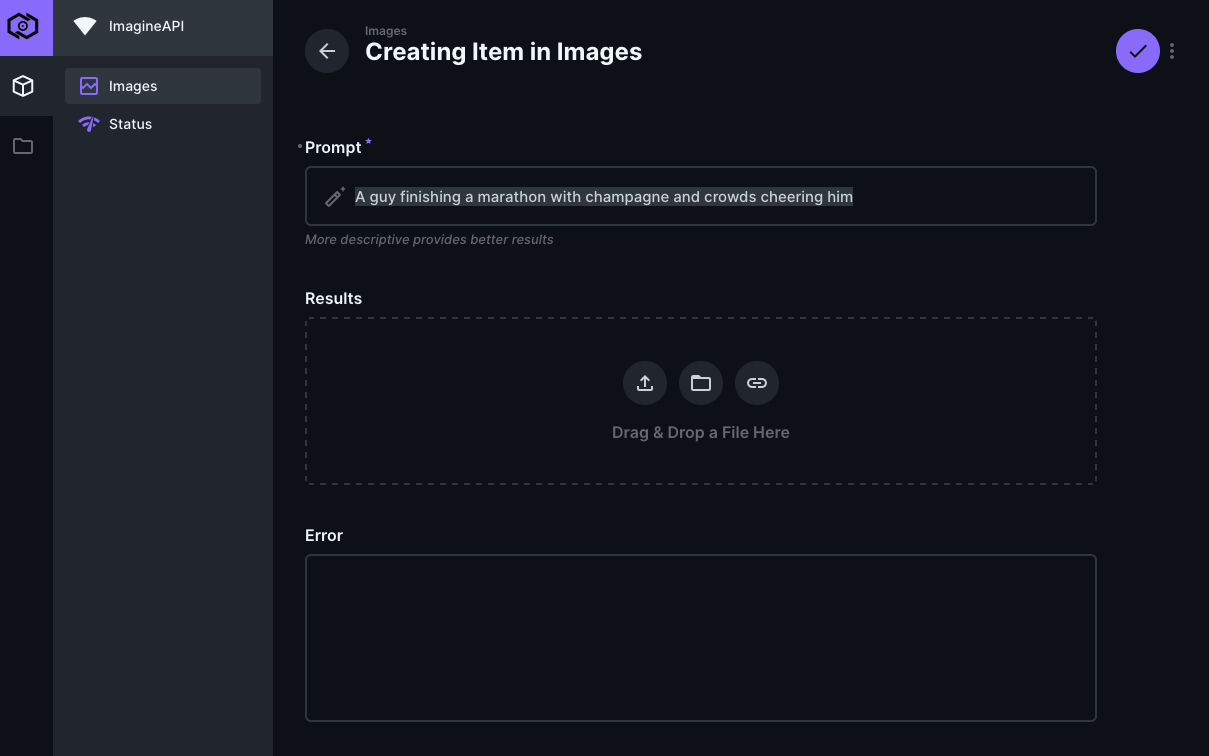 ImagineAPI
Images
Status
Images
Creating Item in Images
Prompt *
A guy finishing a marathon with champagne and crowds cheering him
More descriptive provides better results
Results
Drag & Drop a File Here
Error